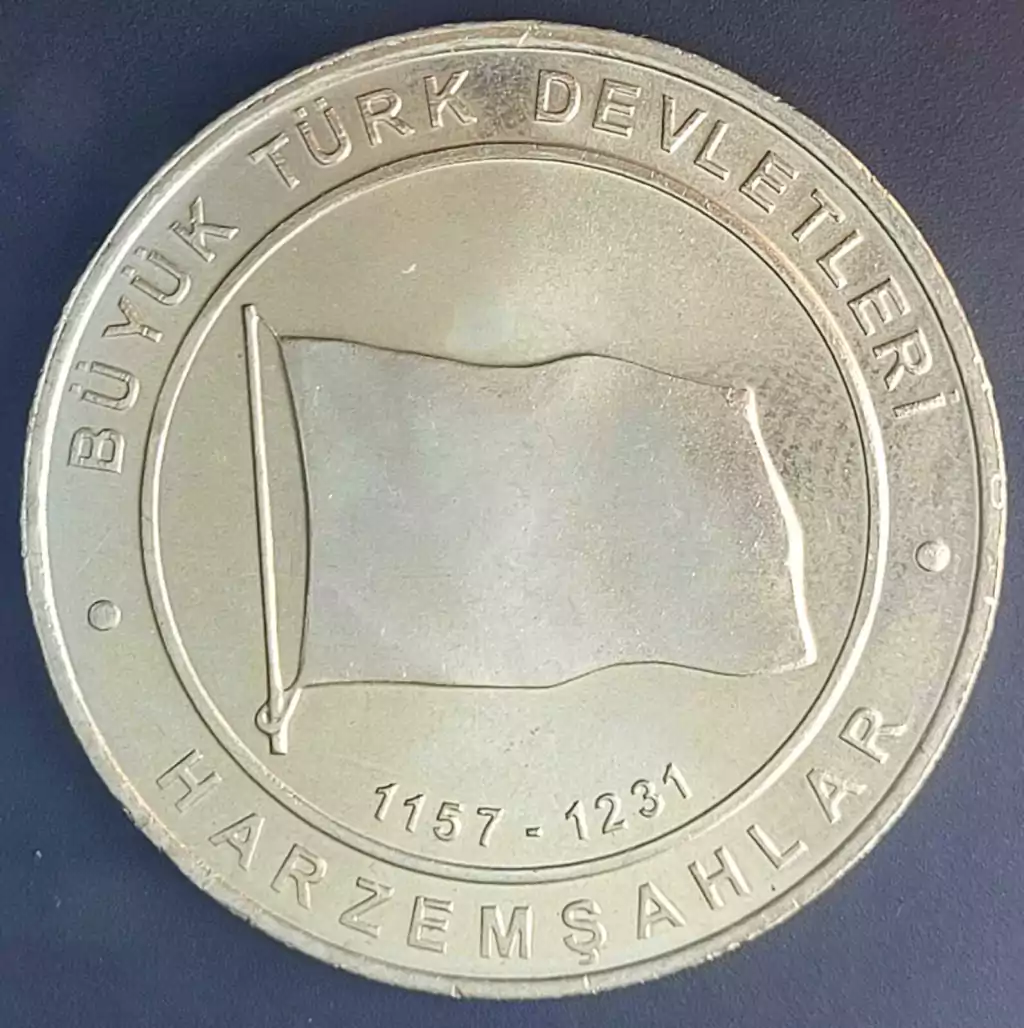 BÜYÜK TÜRK DEVLETLERİ
1157 - 1231
HARZEMŞAHLAR